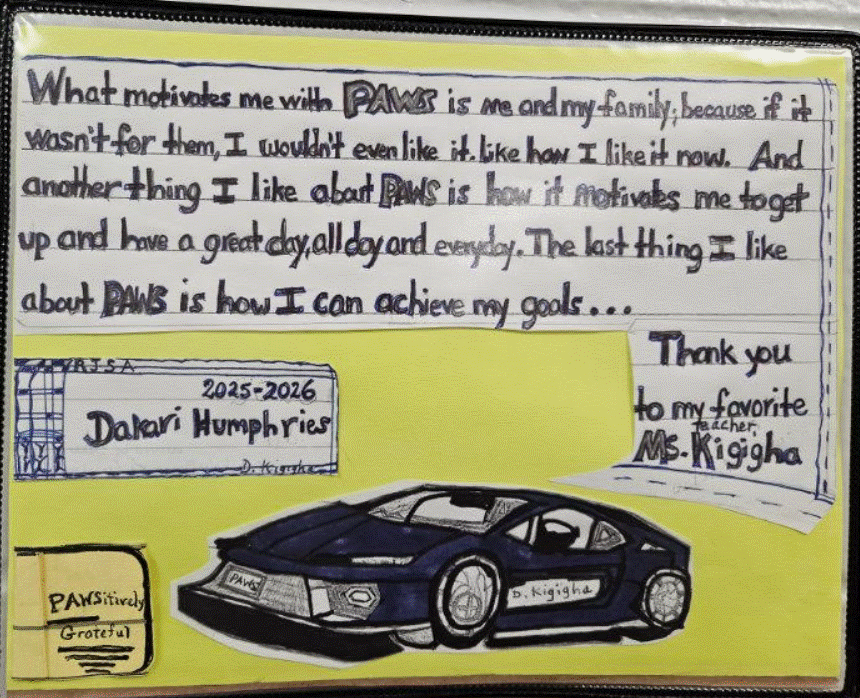 What motivates me with PAWS is me and my family, because if it
wasn't for them, I wouldn't even like it. like how I like it now. And
another thing I like about PAWS is how it motivates me to get
up and have a great day, all day and everyday. The last thing I like
about PAWS is how I can achieve my goals...
Thank you
to my favorite
teacher
Ms. Kigigha
RJSA
2025-2026
Dakari Humphries
D. Kigigha
PAWS
D. Kigigha
PAWSitively
Grateful